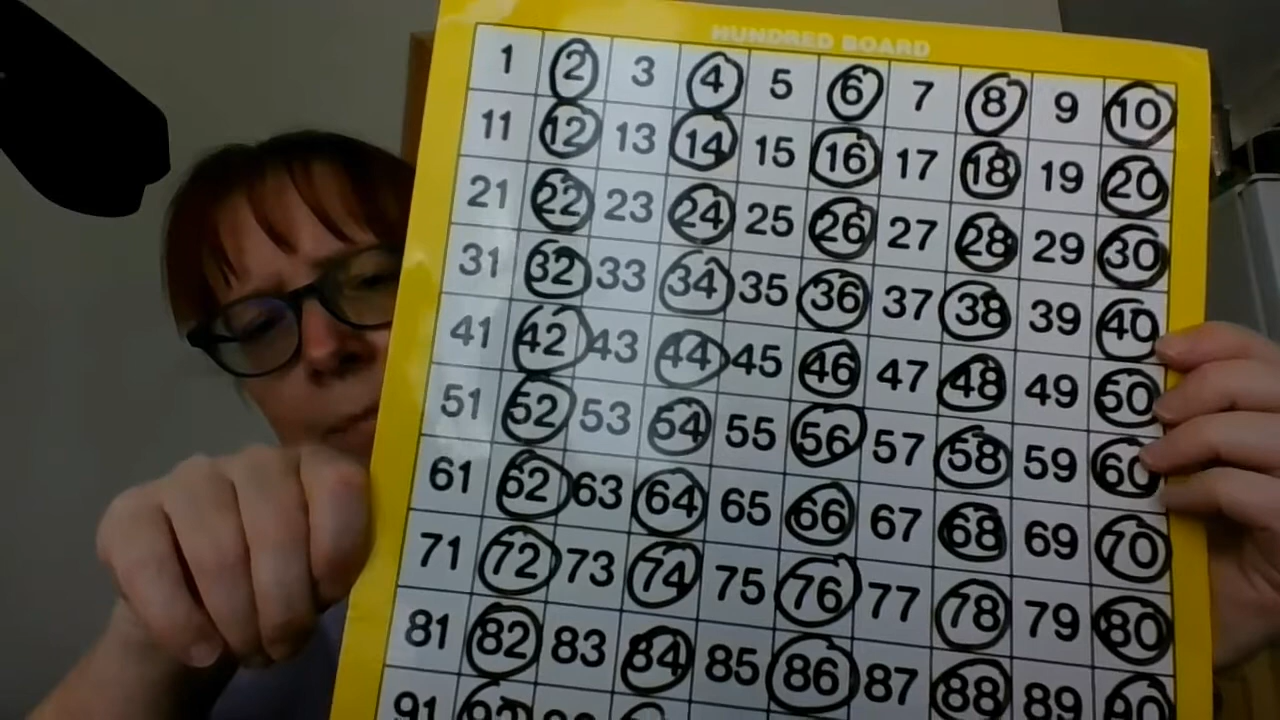 HUNDRED BOARD
1 2 3 4 5 6 7 8 9 10
11 12 13 14 15 16 17 18 19 20
21 22 23 24 25 26 27 28 29 30
31 32 33 34 35 36 37 38 39 40
41 42 43 44 45 46 47 48 49 50
51 52 53 54 55 56 57 58 59 60
61 62 63 64 65 66 67 68 69 70
71 72 73 74 75 76 77 78 79 80
81 82 83 84 85 86 87 88 89 90
91 92